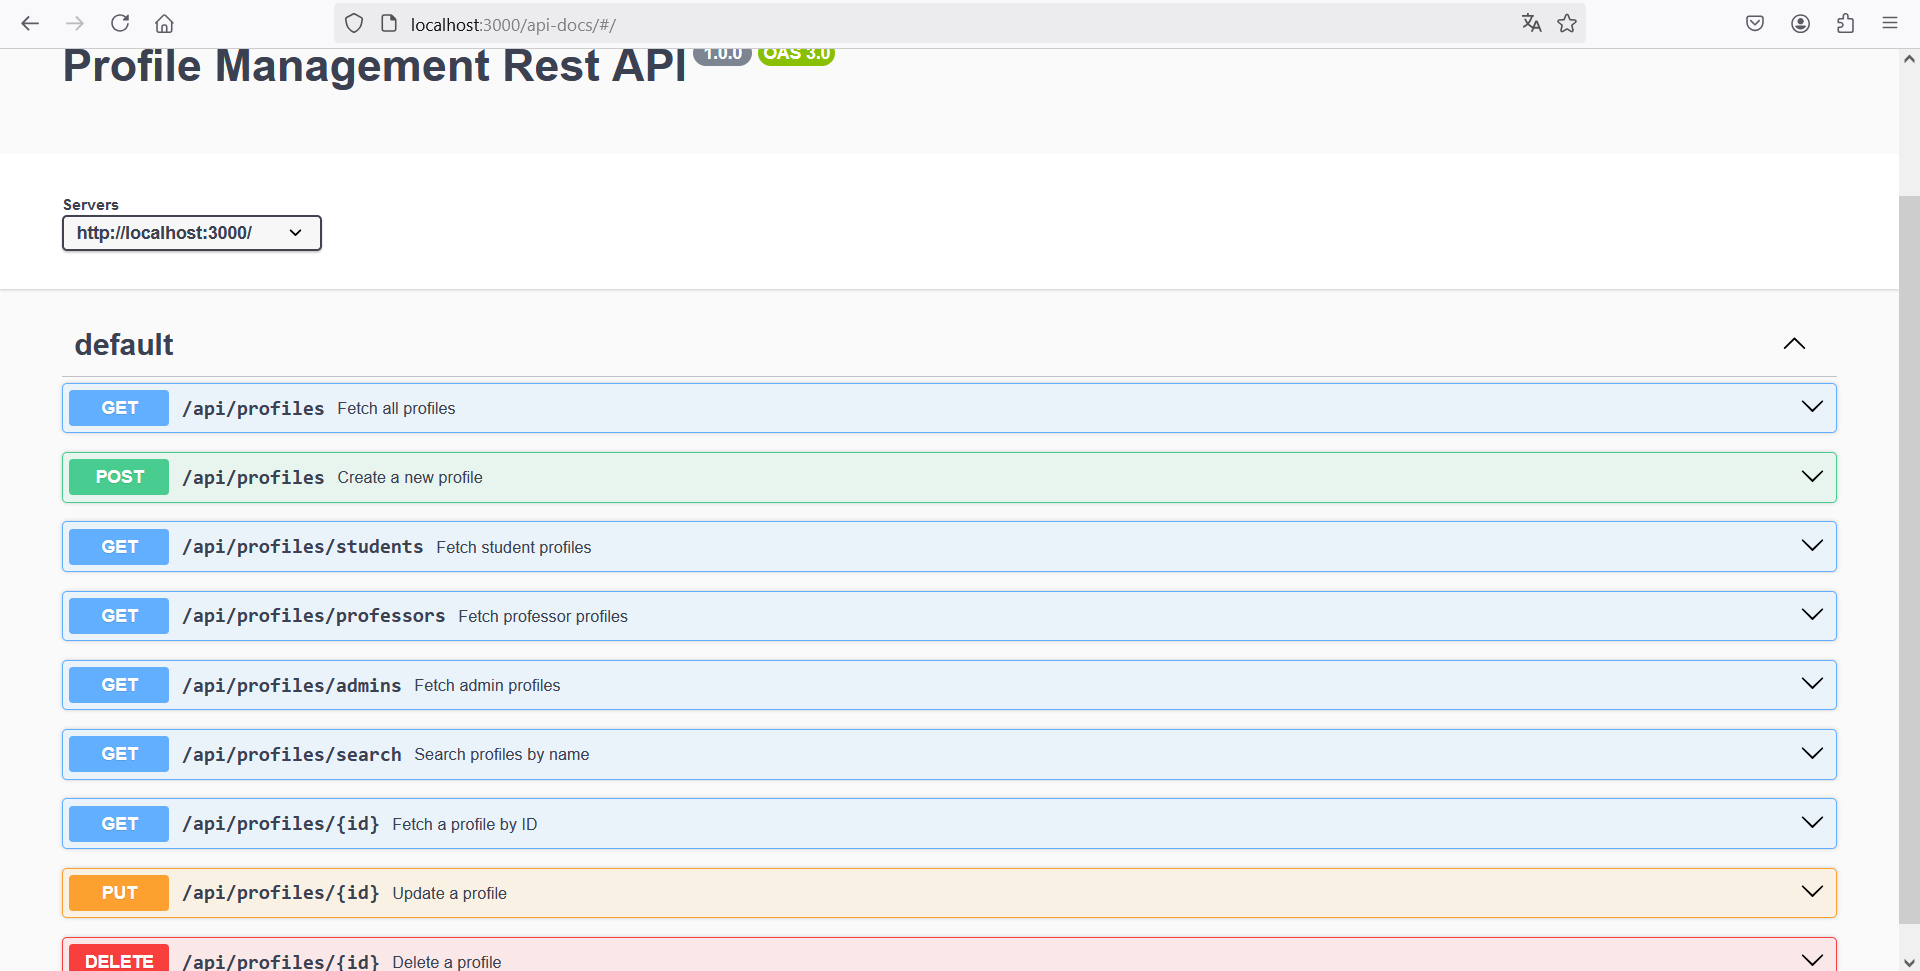 localhost:3000/api-docs/#/
Profile Management Rest API 1.0.0 OAS 3.0
Servers
http://localhost:3000/
default
GET /api/profiles Fetch all profiles
POST /api/profiles Create a new profile
GET /api/profiles/students Fetch student profiles
GET /api/profiles/professors Fetch professor profiles
GET /api/profiles/admins Fetch admin profiles
GET /api/profiles/search Search profiles by name
GET /api/profiles/{id} Fetch a profile by ID
PUT /api/profiles/{id} Update a profile
DELETE /api/profiles/{id} Delete a profile